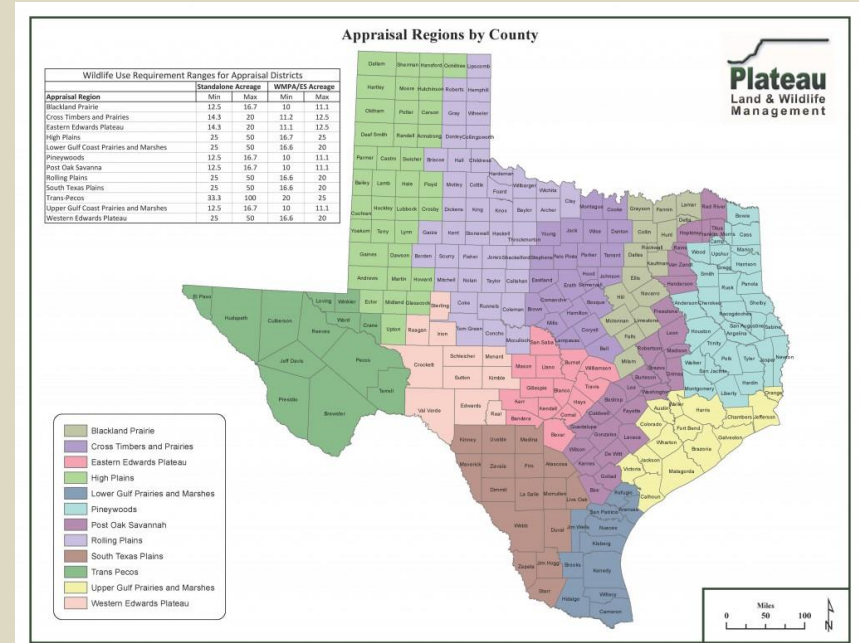 Appraisal Regions by County
Plateau
Land & Wildlife
Management
Wildlife Use Requirement Ranges for Appraisal Districts
Standalone Acreage WMPA/ES Acreage
Appraisal Region Min Max Min Max
Blackland Prairie 12.5 16.7 10 11.1
Cross Timbers and Prairies 14.3 20 11.2 12.5
Eastern Edwards Plateau 14.3 20 11.1 12.5
High Plains 25 50 16.7 25
Lower Gulf Coast Prairies and Marshes 25 50 16.6 20
Pineywoods 12.5 16.7 10 11.1
Post Oak Savanna 12.5 16.7 10 11.1
Rolling Plains 25 50 16.6 20
South Texas Plains 25 50 16.6 20
Trans-Pecos 33.3 100 20 25
Upper Gulf Coast Prairies and Marshes 12.5 16.7 10 11.1
Western Edwards Plateau 25 50 16.6 20
Dallam Sherman Hansford Ochiltree Lipscomb
Hartley Moore Hutchinson Roberts Hemphill
Oldham Potter Carson Gray Wheeler
Deaf Smith Randall Armstrong Donley Collingsworth
Parmer Castro Swisher Briscoe Hall Childress
Hardeman
Bailey Lamb Hale Floyd Motley Cottle Foard Wilbarger Wichita
Clay Montague Cooke Grayson Fannin Lamar Red River
Bowie
Cochran Hockley Lubbock Crosby Dickens King Knox Baylor Archer
Jack Wise Denton Collin Hunt Hopkins Titus Morris Cass
Camp
Yoakum Terry Lynn Garza Kent Stonewall Haskell Throckmorton Young
Rockwall Rains Wood Upshur Marion
Gaines Dawson Borden Scurry Fisher Jones Shackelford Stephens Palo Pinto Parker Tarrant Dallas Kaufman Van Zandt Gregg Harrison
Andrews Martin Howard Mitchell Nolan Taylor Callahan Eastland Erath Hood Somervell Johnson Ellis Henderson Smith Rusk Panola
El Paso Hudspeth Culberson Reeves Loving Winkler Ector Midland Glasscock Sterling Coke Runnels Coleman Brown Comanche Bosque Hill Navarro Freestone Anderson Cherokee Shelby
Ward Crane Upton Reagan Irion Tom Green Concho McCulloch Mills Hamilton Coryell McLennan Limestone Leon Houston Nacogdoches San Augustine Sabine
Angelina
Jeff Davis Pecos Crockett Schleicher Menard San Saba Lampasas Bell Falls Robertson Madison Trinity
Mason Llano Burnet Williamson Milam Brazos Grimes Walker Polk Tyler Jasper Newton
Presidio Brewster Terrell Sutton Kimble Gillespie Blanco Travis Lee Burleson Washington San Jacinto Hardin
Montgomery Liberty Orange
Val Verde Edwards Real Kerr Kendall Hays Bastrop Austin Waller Harris Chambers Jefferson
Bandera Comal Caldwell Fayette Colorado Fort Bend Galveston
Kinney Uvalde Medina Bexar Guadalupe Gonzales Lavaca Wharton Brazoria
Wilson De Witt Jackson Matagorda
Maverick Zavala Frio Atascosa Karnes Goliad Victoria Calhoun
Dimmit La Salle Mcmullen Live Oak Bee Refugio
Aransas
San Patricio
Webb Duval Jim Wells Nueces
Kleberg
Zapata Jim Hogg Brooks Kenedy
Starr Hidalgo Willacy
Cameron
Blackland Prairie
Cross Timbers and Prairies
Eastern Edwards Plateau
High Plains
Lower Gulf Prairies and Marshes
Pineywoods
Post Oak Savannah
Rolling Plains
South Texas Plains
Trans Pecos
Upper Gulf Prairies and Marshes
Western Edwards Plateau
Miles
0 50 100
N